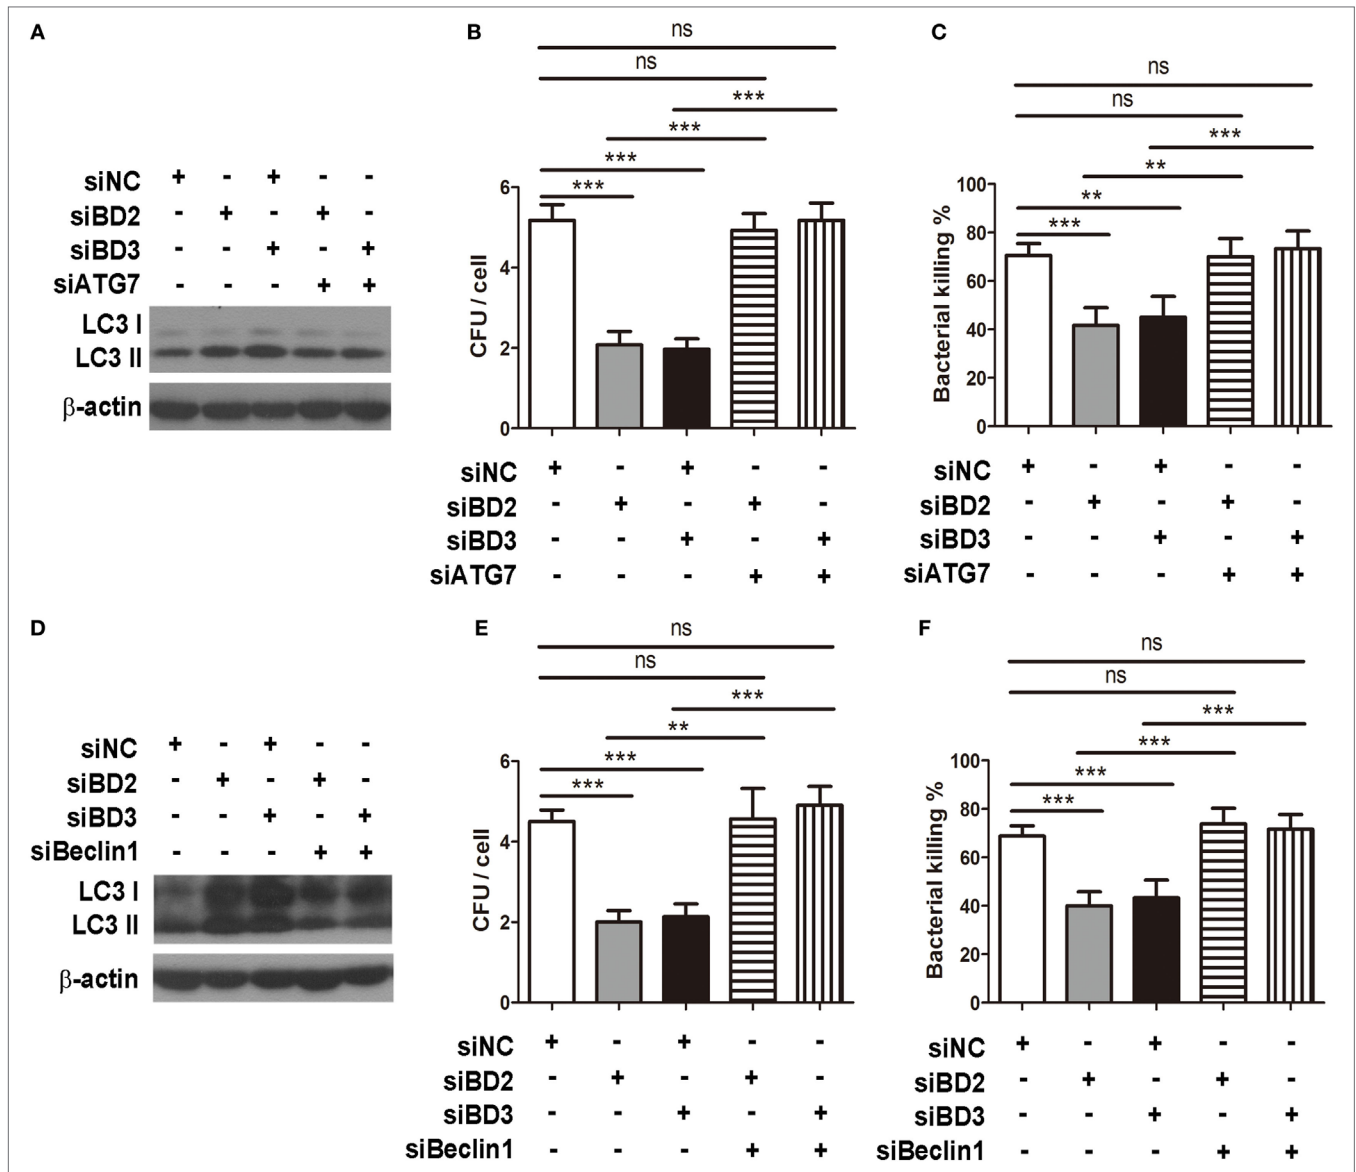 A
siNC + - + - -
siBD2 - + - + -
siBD3 - - + - +
siATG7 - - - + +
LC3 I
LC3 II
β-actin
B
ns
ns
***
***
***
***
6
4
2
0
CFU / cell
siNC + - + - -
siBD2 - + - + -
siBD3 - - + - +
siATG7 - - - + +
C
ns
ns
***
**
**
***
100
80
60
40
20
0
Bacterial killing %
siNC + - + - -
siBD2 - + - + -
siBD3 - - + - +
siATG7 - - - + +
D
siNC + - + - -
siBD2 - + - + -
siBD3 - - + - +
siBeclin1 - - - + +
LC3 I
LC3 II
β-actin
E
ns
ns
***
**
***
***
6
4
2
0
CFU / cell
siNC + - + - -
siBD2 - + - + -
siBD3 - - + - +
siBeclin1 - - - + +
F
ns
ns
***
***
***
***
100
80
60
40
20
0
Bacterial killing %
siNC + - + - -
siBD2 - + - + -
siBD3 - - + - +
siBeclin1 - - - + +